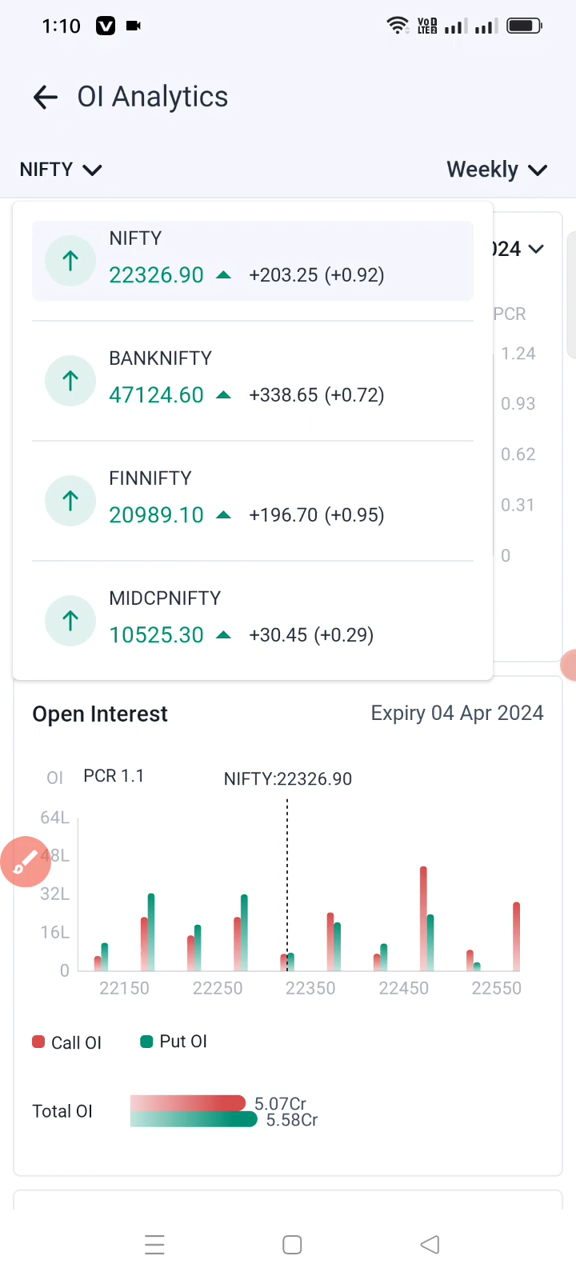 1:10
VoD
LTE
OI Analytics
NIFTY
Weekly
NIFTY
22326.90 +203.25 (+0.92)
BANKNIFTY
47124.60 +338.65 (+0.72)
FINNIFTY
20989.10 +196.70 (+0.95)
MIDCPNIFTY
10525.30 +30.45 (+0.29)
024
PCR
1.24
0.93
0.62
0.31
0
Open Interest
Expiry 04 Apr 2024
OI PCR 1.1 NIFTY:22326.90
64L
48L
32L
16L
0
22150 22250 22350 22450 22550
Call OI Put OI
Total OI
5.07Cr
5.58Cr